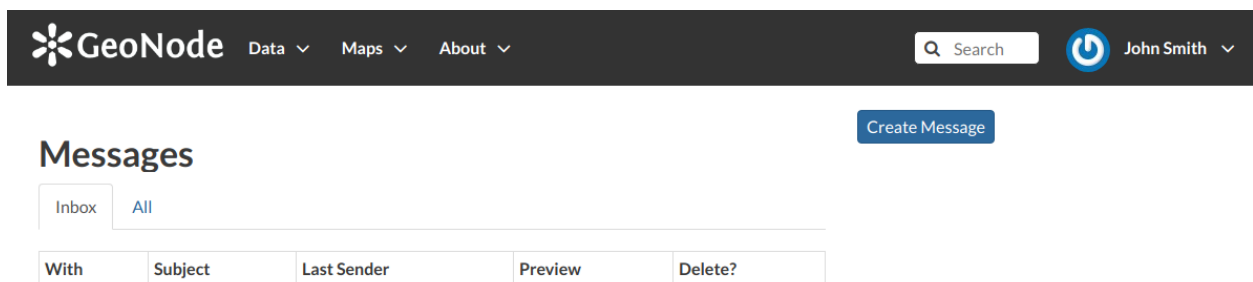 GeoNode Data Maps About Search John Smith
Create Message
Messages
Inbox All
With Subject Last Sender Preview Delete?